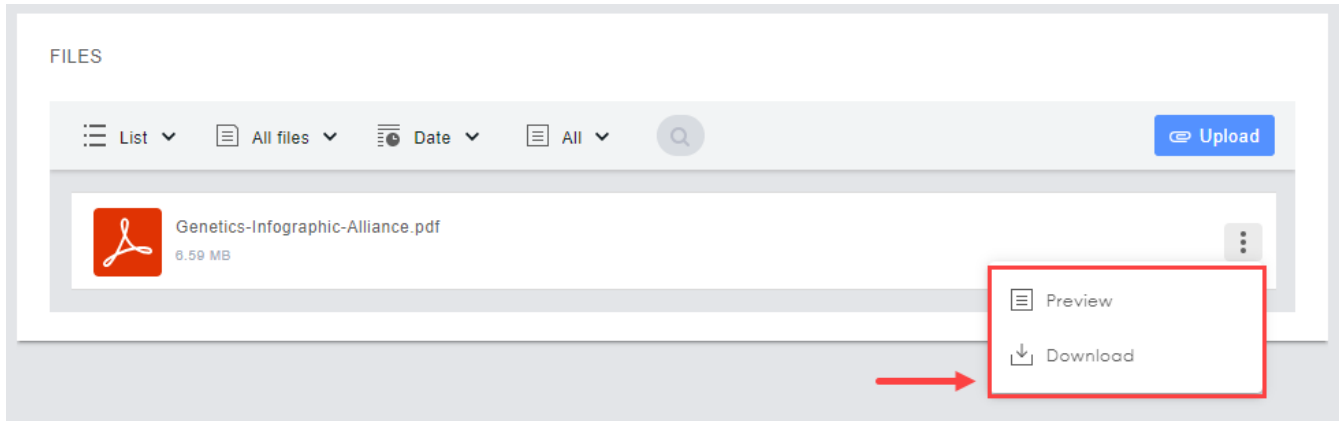 FILES
List All files Date All Upload
Genetics-Infographic-Alliance.pdf
6.59 MB
Preview
Download